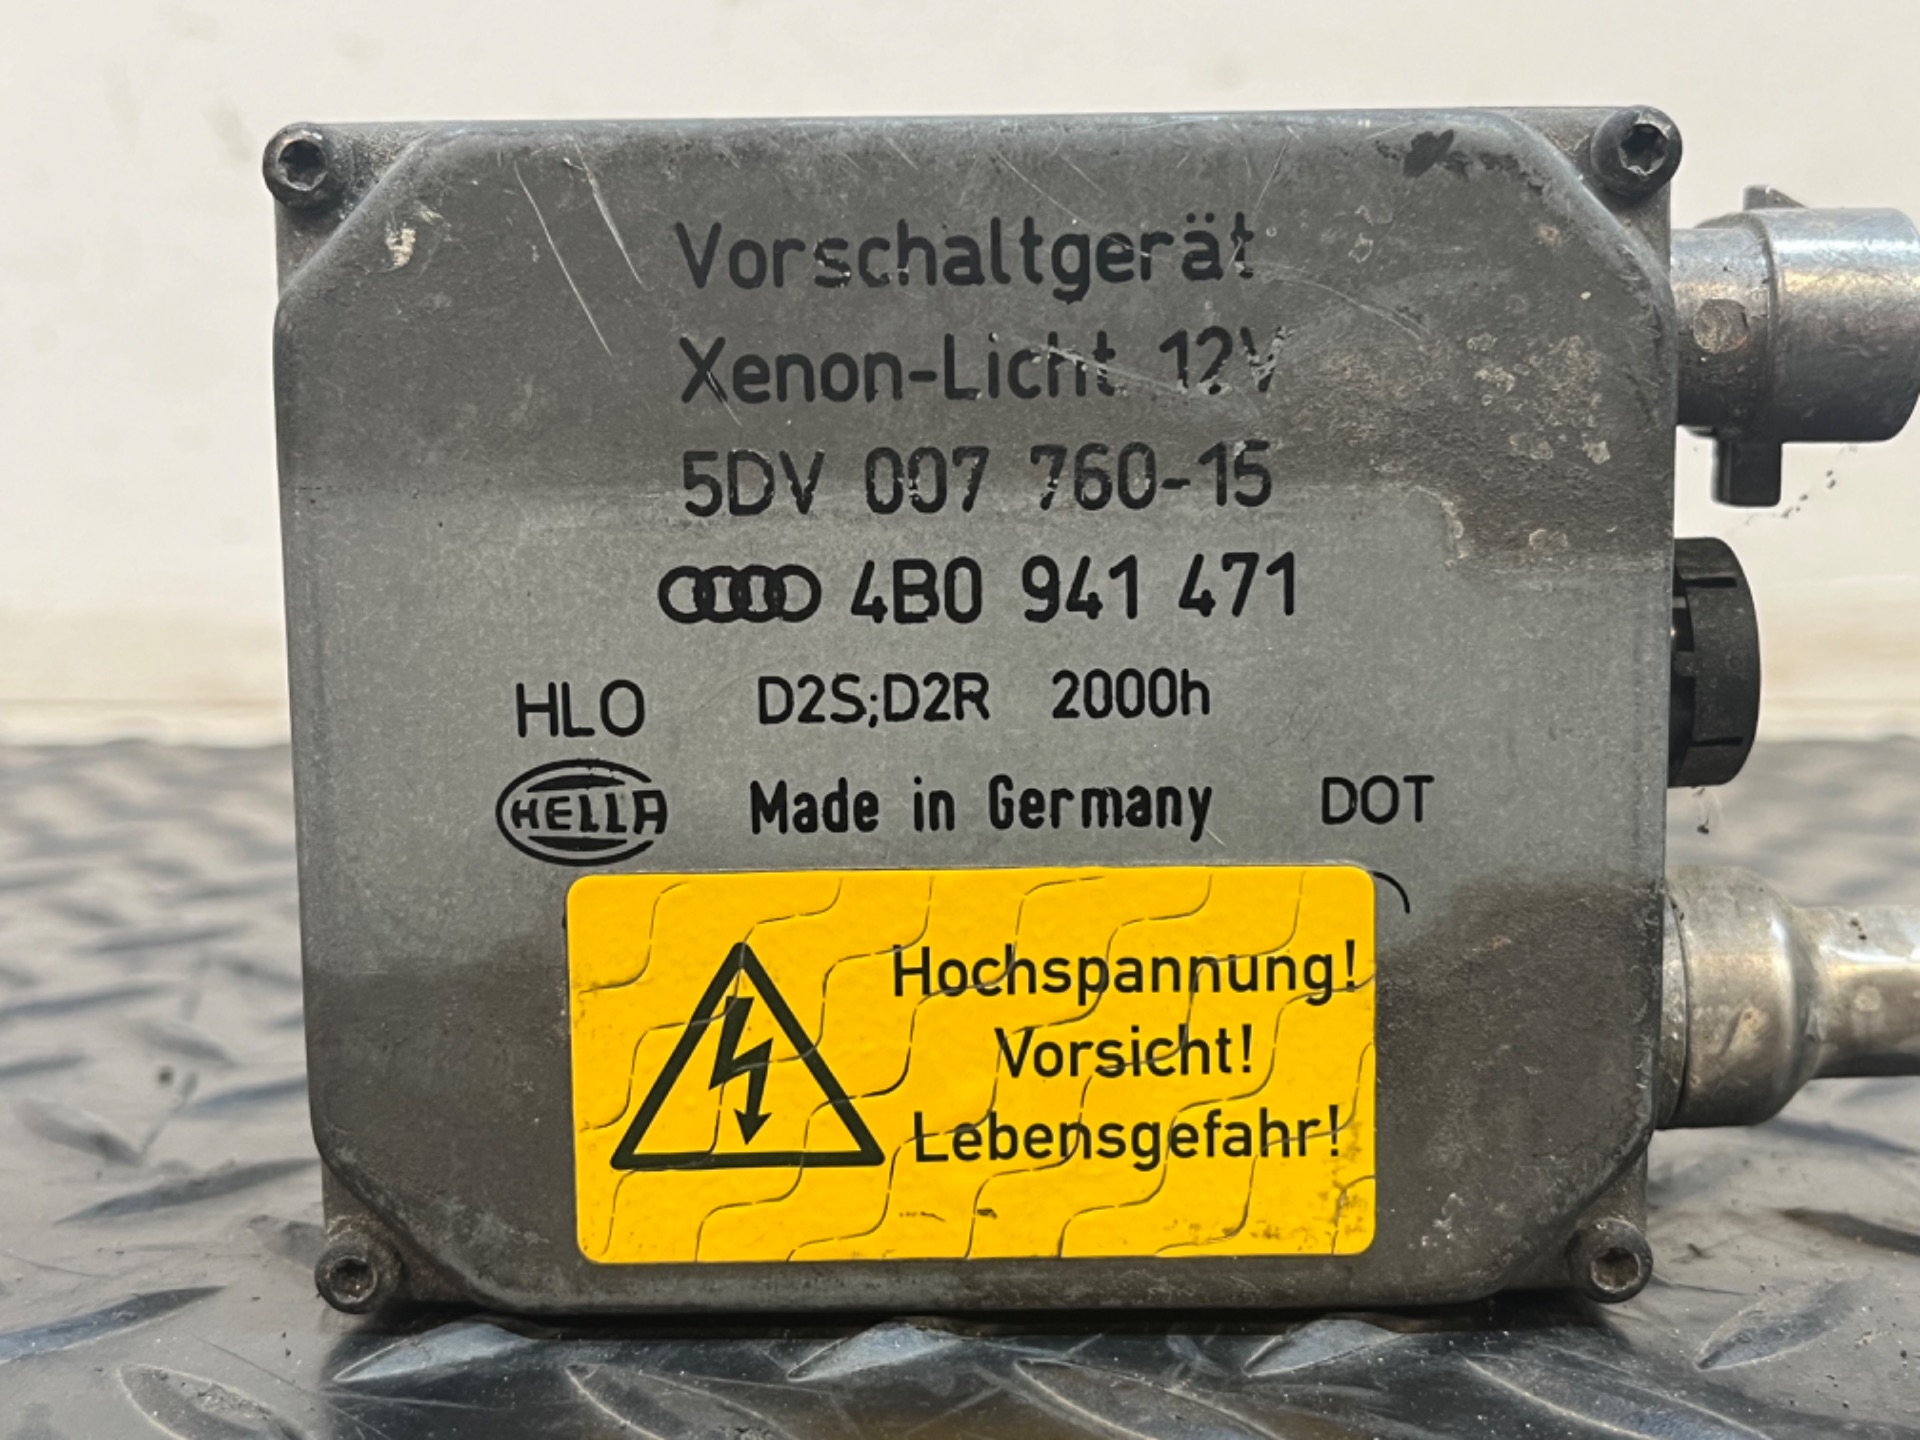 Vorschaltgerät
Xenon-Licht 12V
5DV 007 760-15
4B0 941 471
HLO D2S;D2R 2000h
HELLA Made in Germany DOT
Hochspannung!
Vorsicht!
Lebensgefahr!